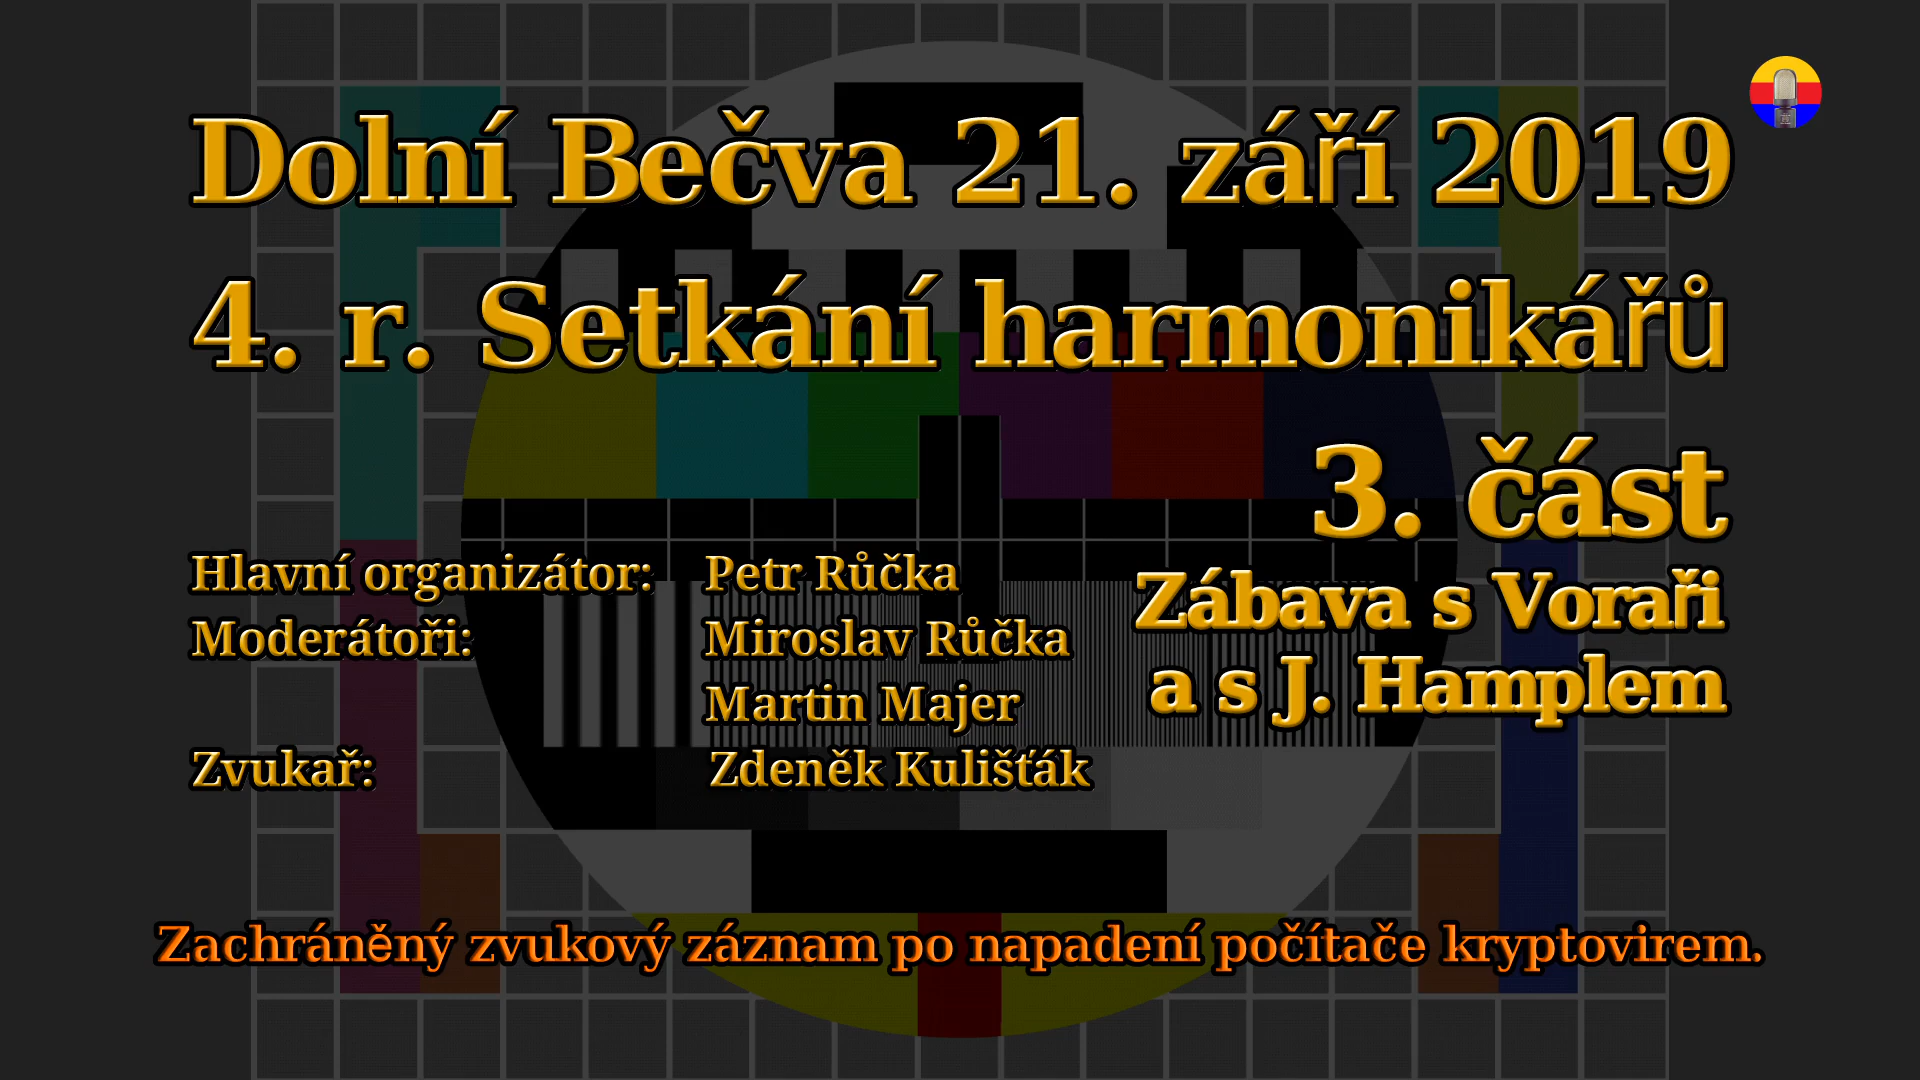 Dolní Bečva 21. září 2019
4. r. Setkání harmonikářů
3. část
Zábava s Voraři
a s J. Hamplem
Hlavní organizátor: Petr Růčka
Moderátoři: Miroslav Růčka
Martin Majer
Zvukař: Zdeněk Kulišťák
Zachráněný zvukový záznam po napadení počítače kryptovirem.